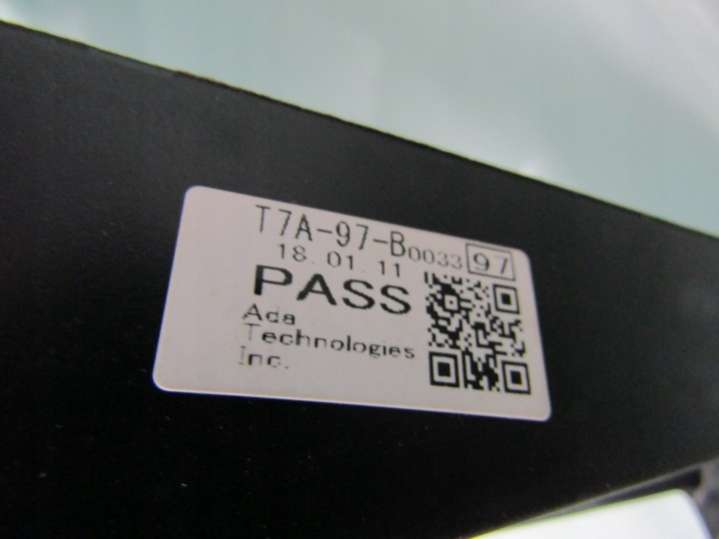 T7A-97-B0033 97
18.01.11
PASS
Ada
Technologies
Inc.